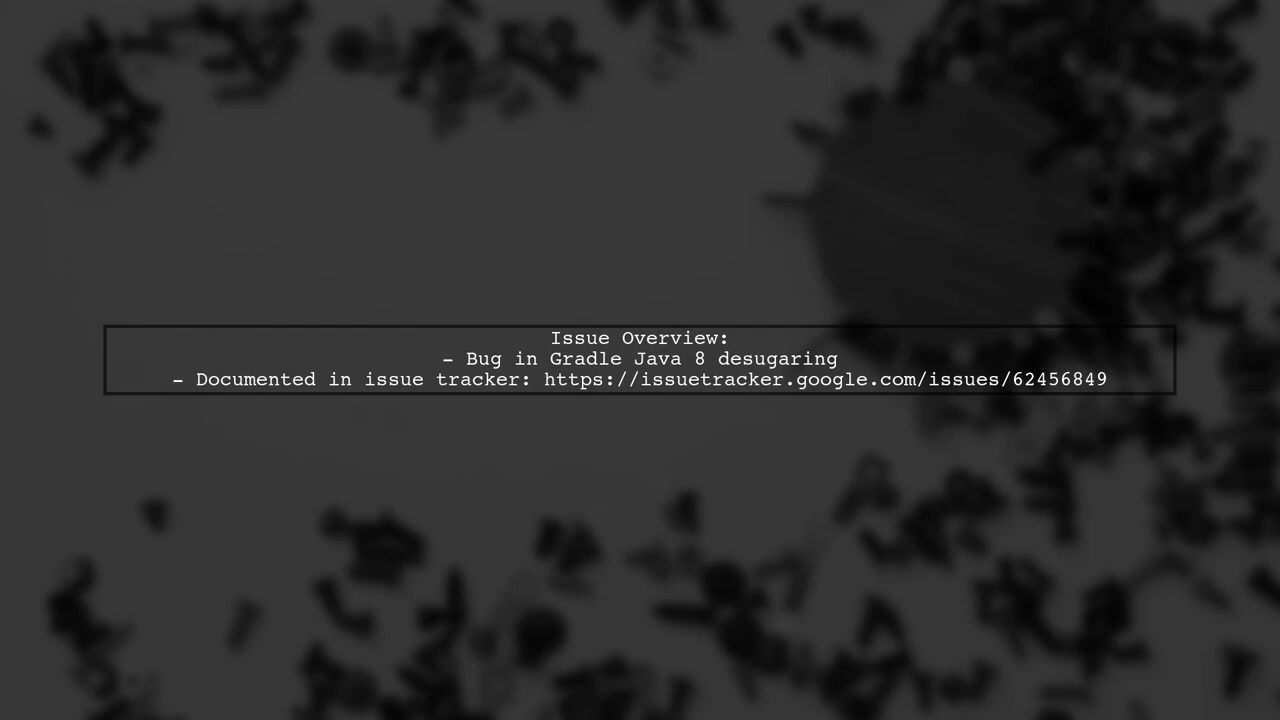 Issue Overview:
- Bug in Gradle Java 8 desugaring
- Documented in issue tracker: https://issuetracker.google.com/issues/62456849